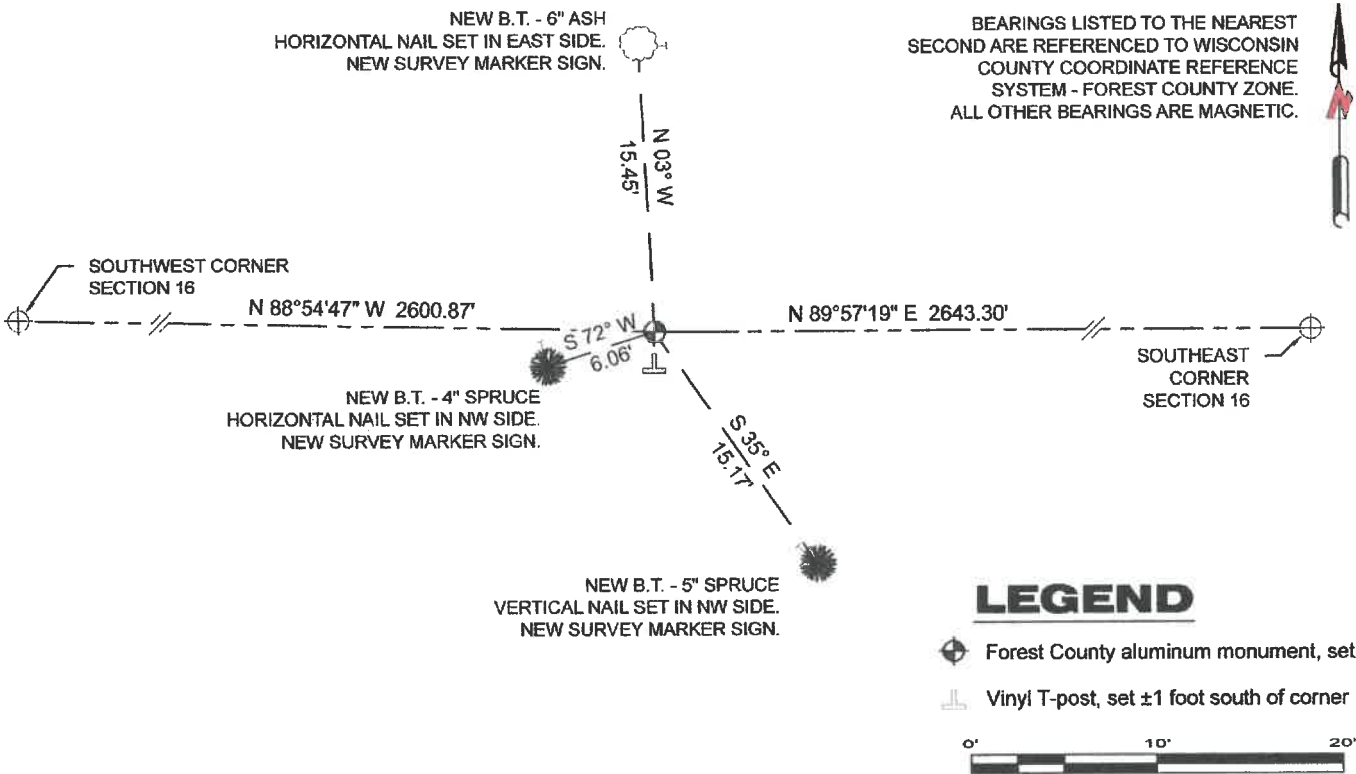 NEW B.T. - 6" ASH
HORIZONTAL NAIL SET IN EAST SIDE.
NEW SURVEY MARKER SIGN.
BEARINGS LISTED TO THE NEAREST
SECOND ARE REFERENCED TO WISCONSIN
COUNTY COORDINATE REFERENCE
SYSTEM - FOREST COUNTY ZONE.
ALL OTHER BEARINGS ARE MAGNETIC.
N
N 03° W
15.45'
SOUTHWEST CORNER
SECTION 16
N 88°54'47" W 2600.87'
S 72° W
6.06'
N 89°57'19" E 2643.30'
SOUTHEAST
CORNER
SECTION 16
NEW B.T. - 4" SPRUCE
HORIZONTAL NAIL SET IN NW SIDE.
NEW SURVEY MARKER SIGN.
S 35° E
15.17'
NEW B.T. - 5" SPRUCE
VERTICAL NAIL SET IN NW SIDE.
NEW SURVEY MARKER SIGN.
LEGEND
Forest County aluminum monument, set
Vinyl T-post, set ±1 foot south of corner
0' 10' 20'